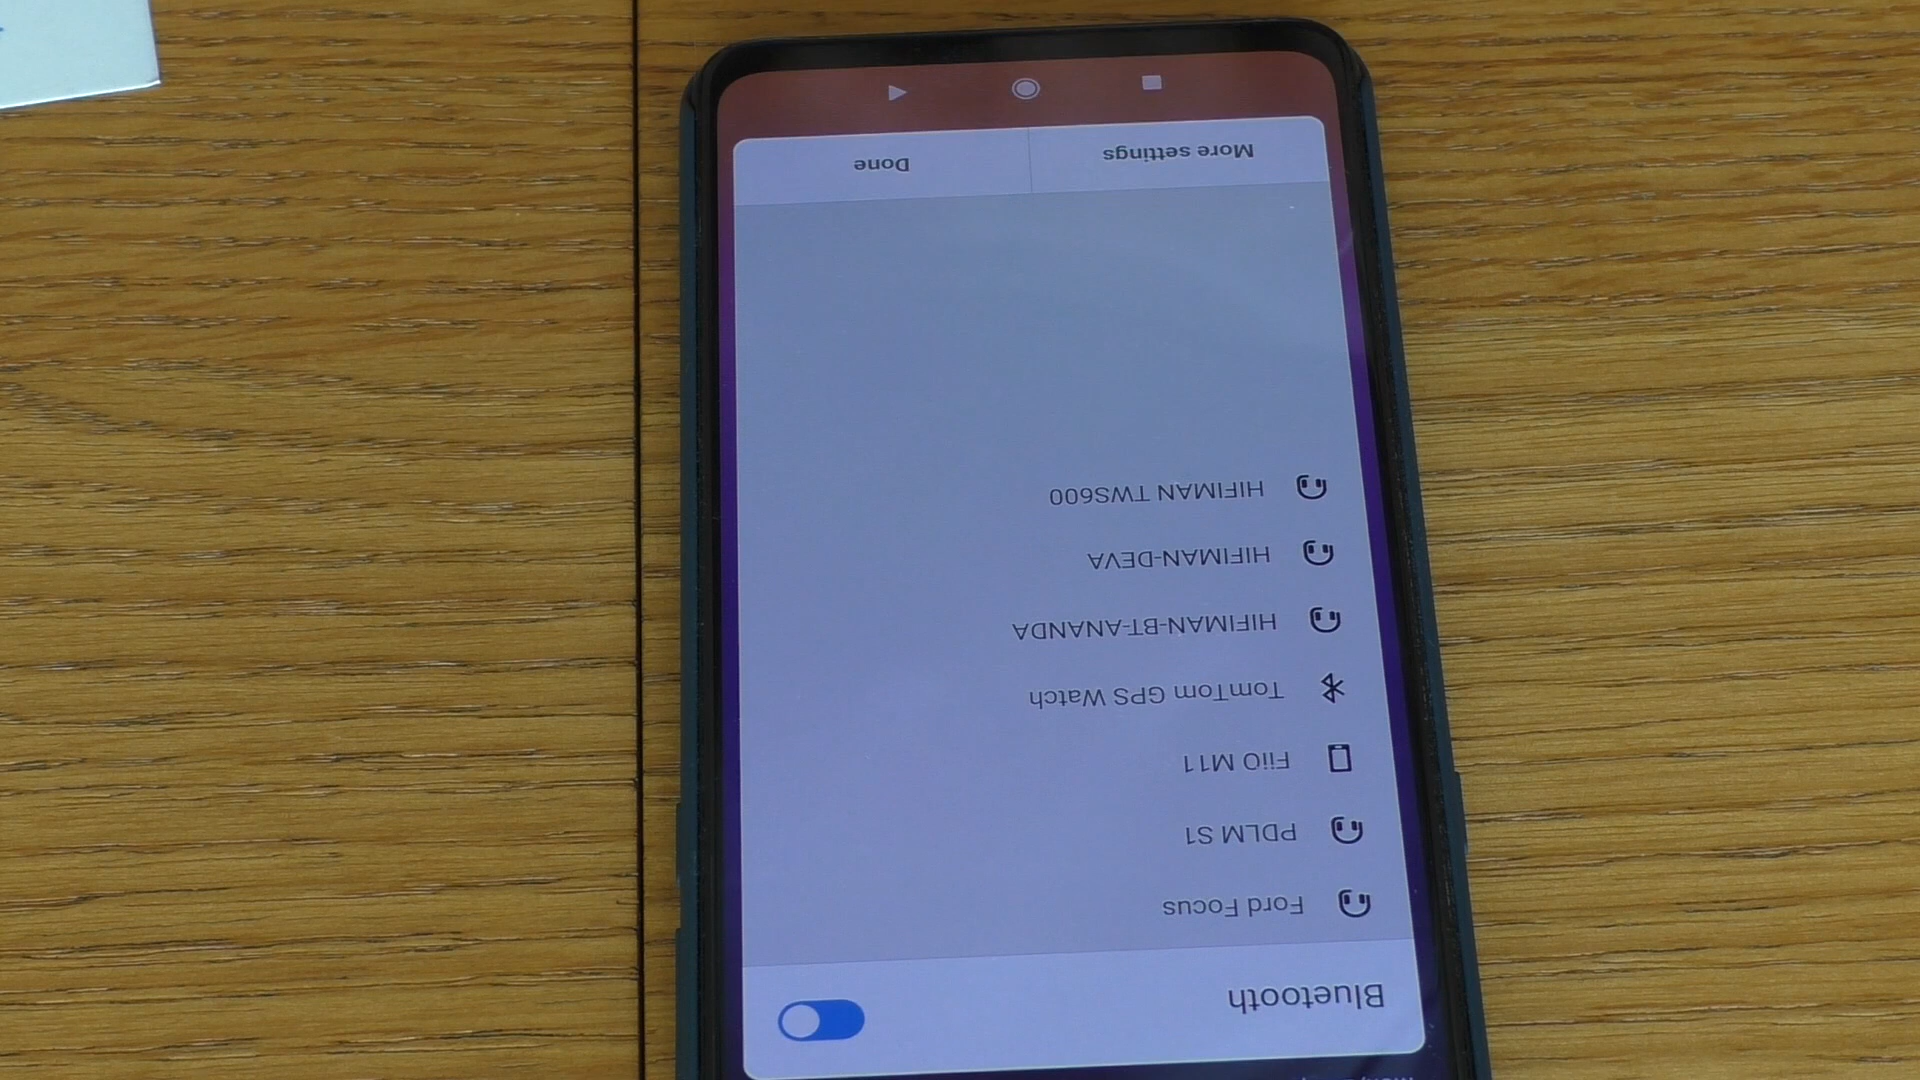 Bluetooth
Ford Focus
PDLM S1
FiiO M11
TomTom GPS Watch
HIFIMAN-BT-ANANDA
HIFIMAN-DEVA
HIFIMAN TWS600
More settings
Done